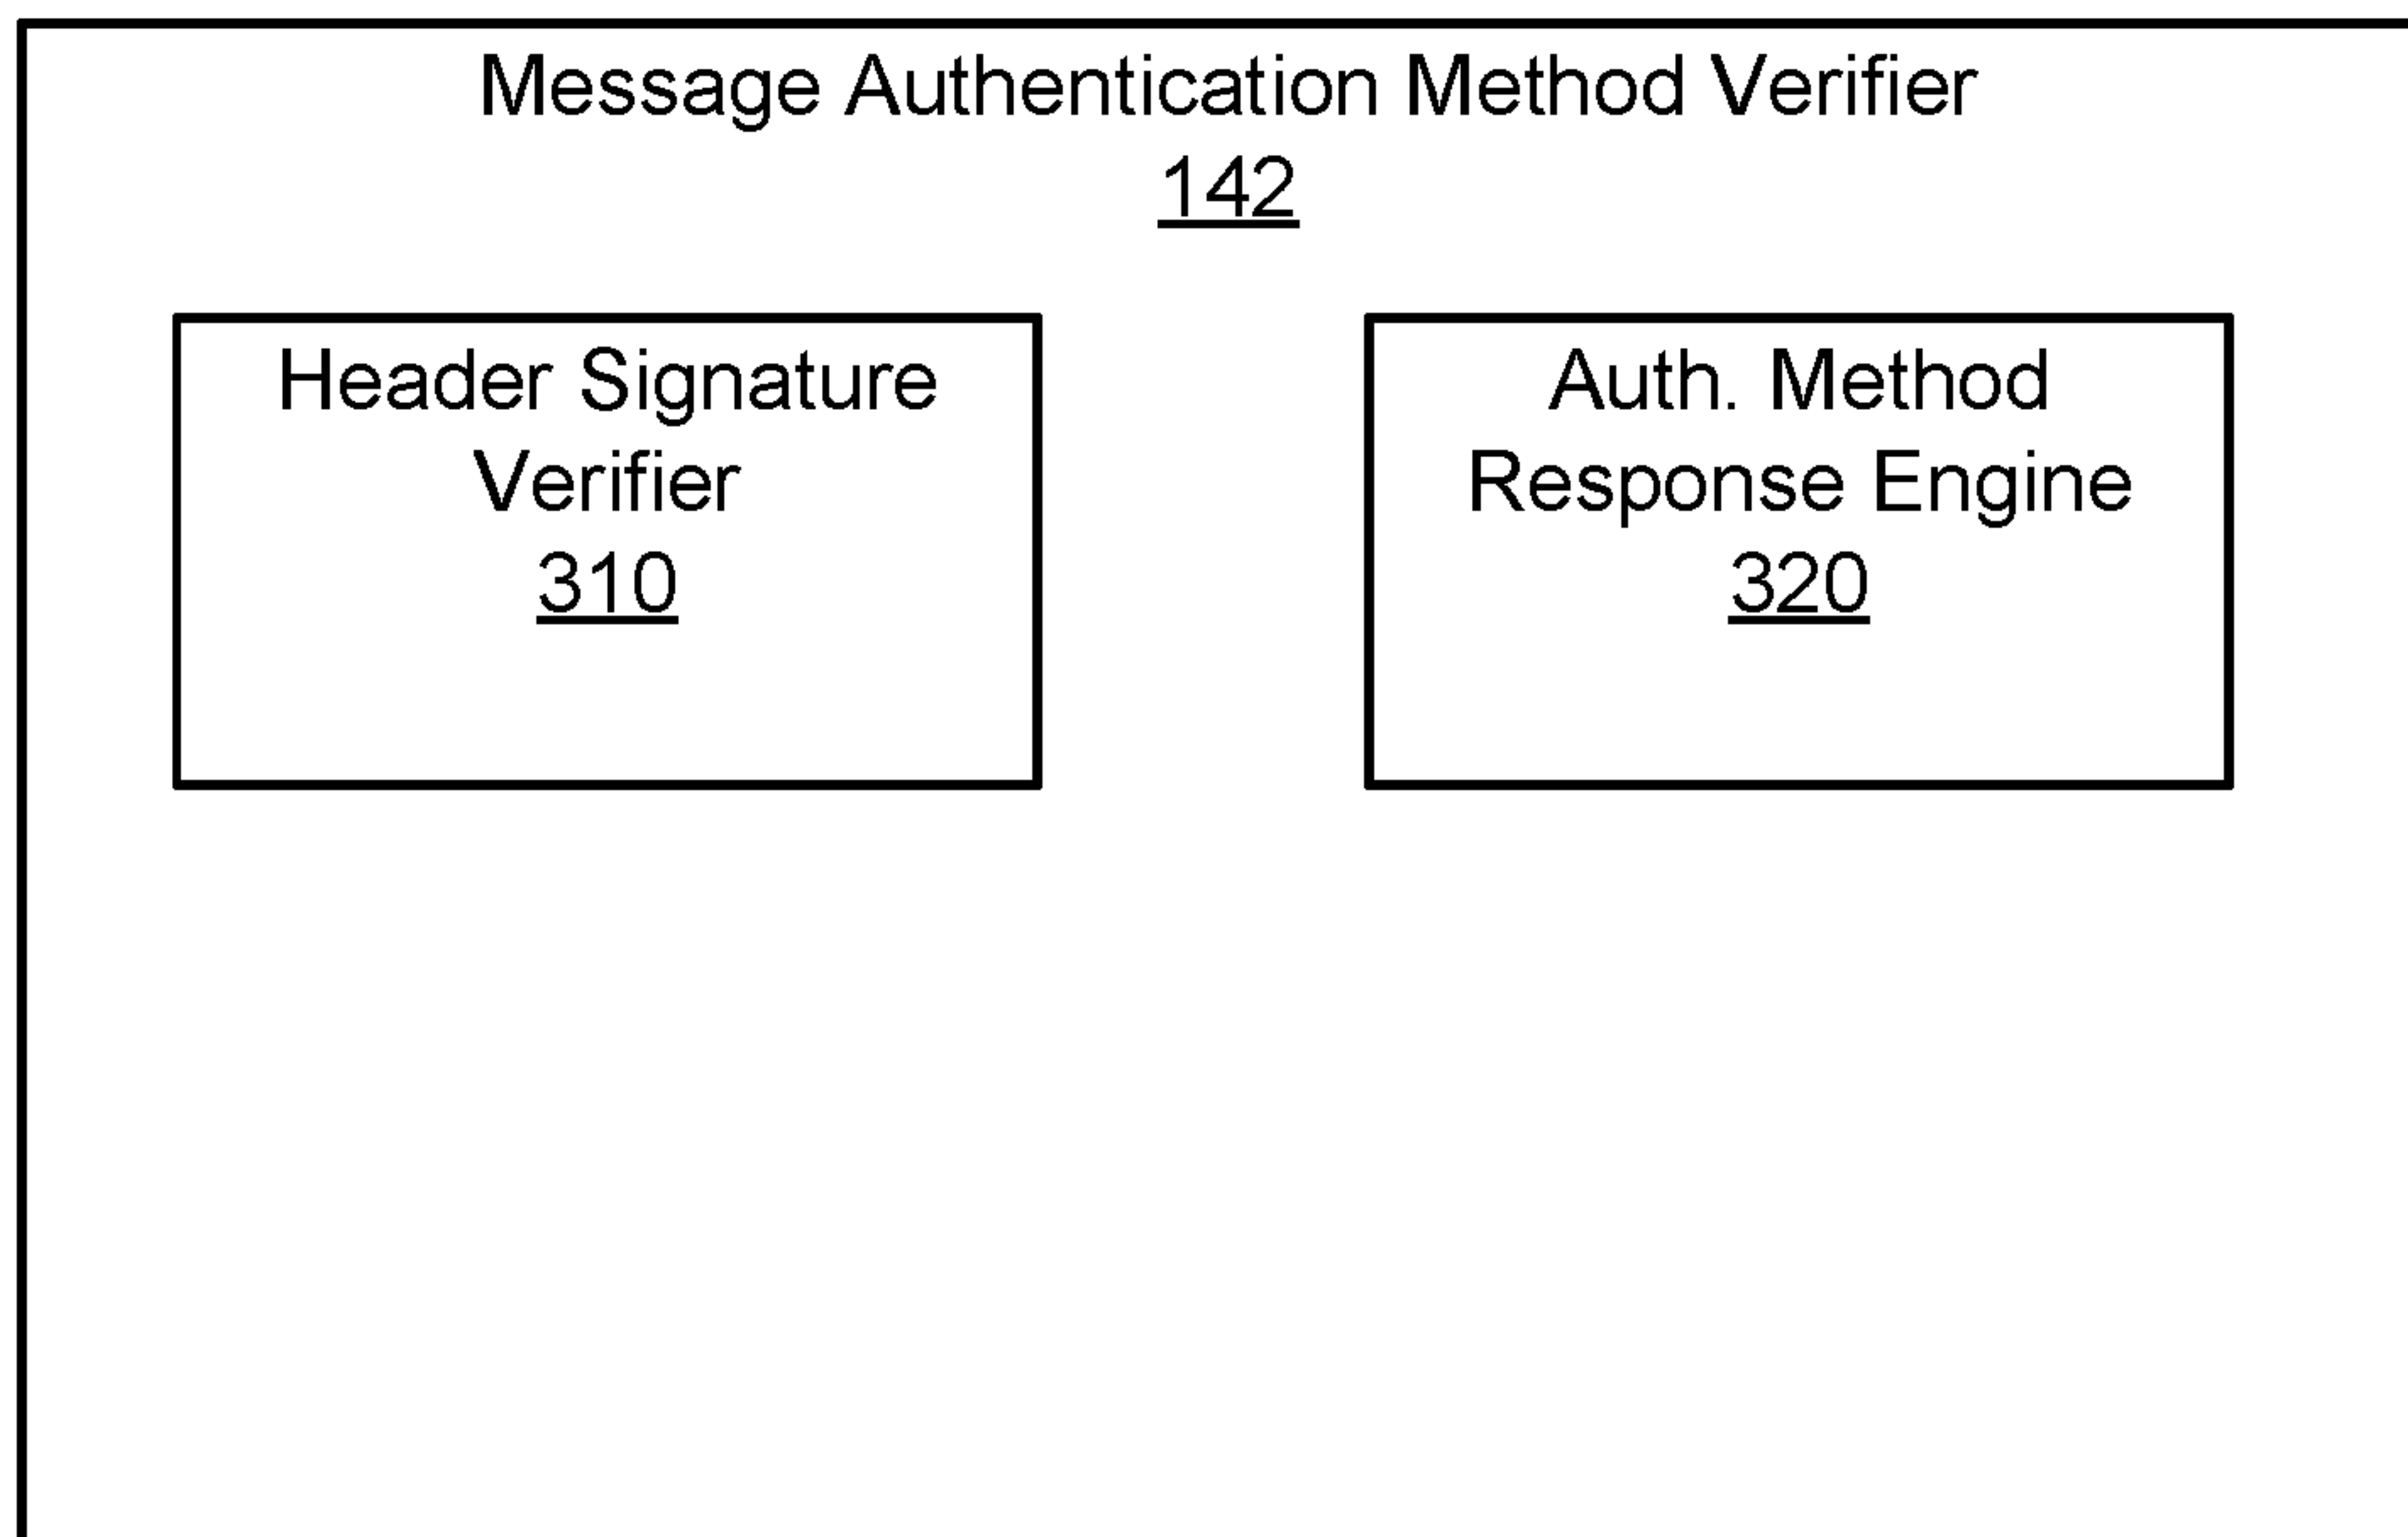 Message Authentication Method Verifier
142
Header Signature
Verifier
310
Auth. Method
Response Engine
320